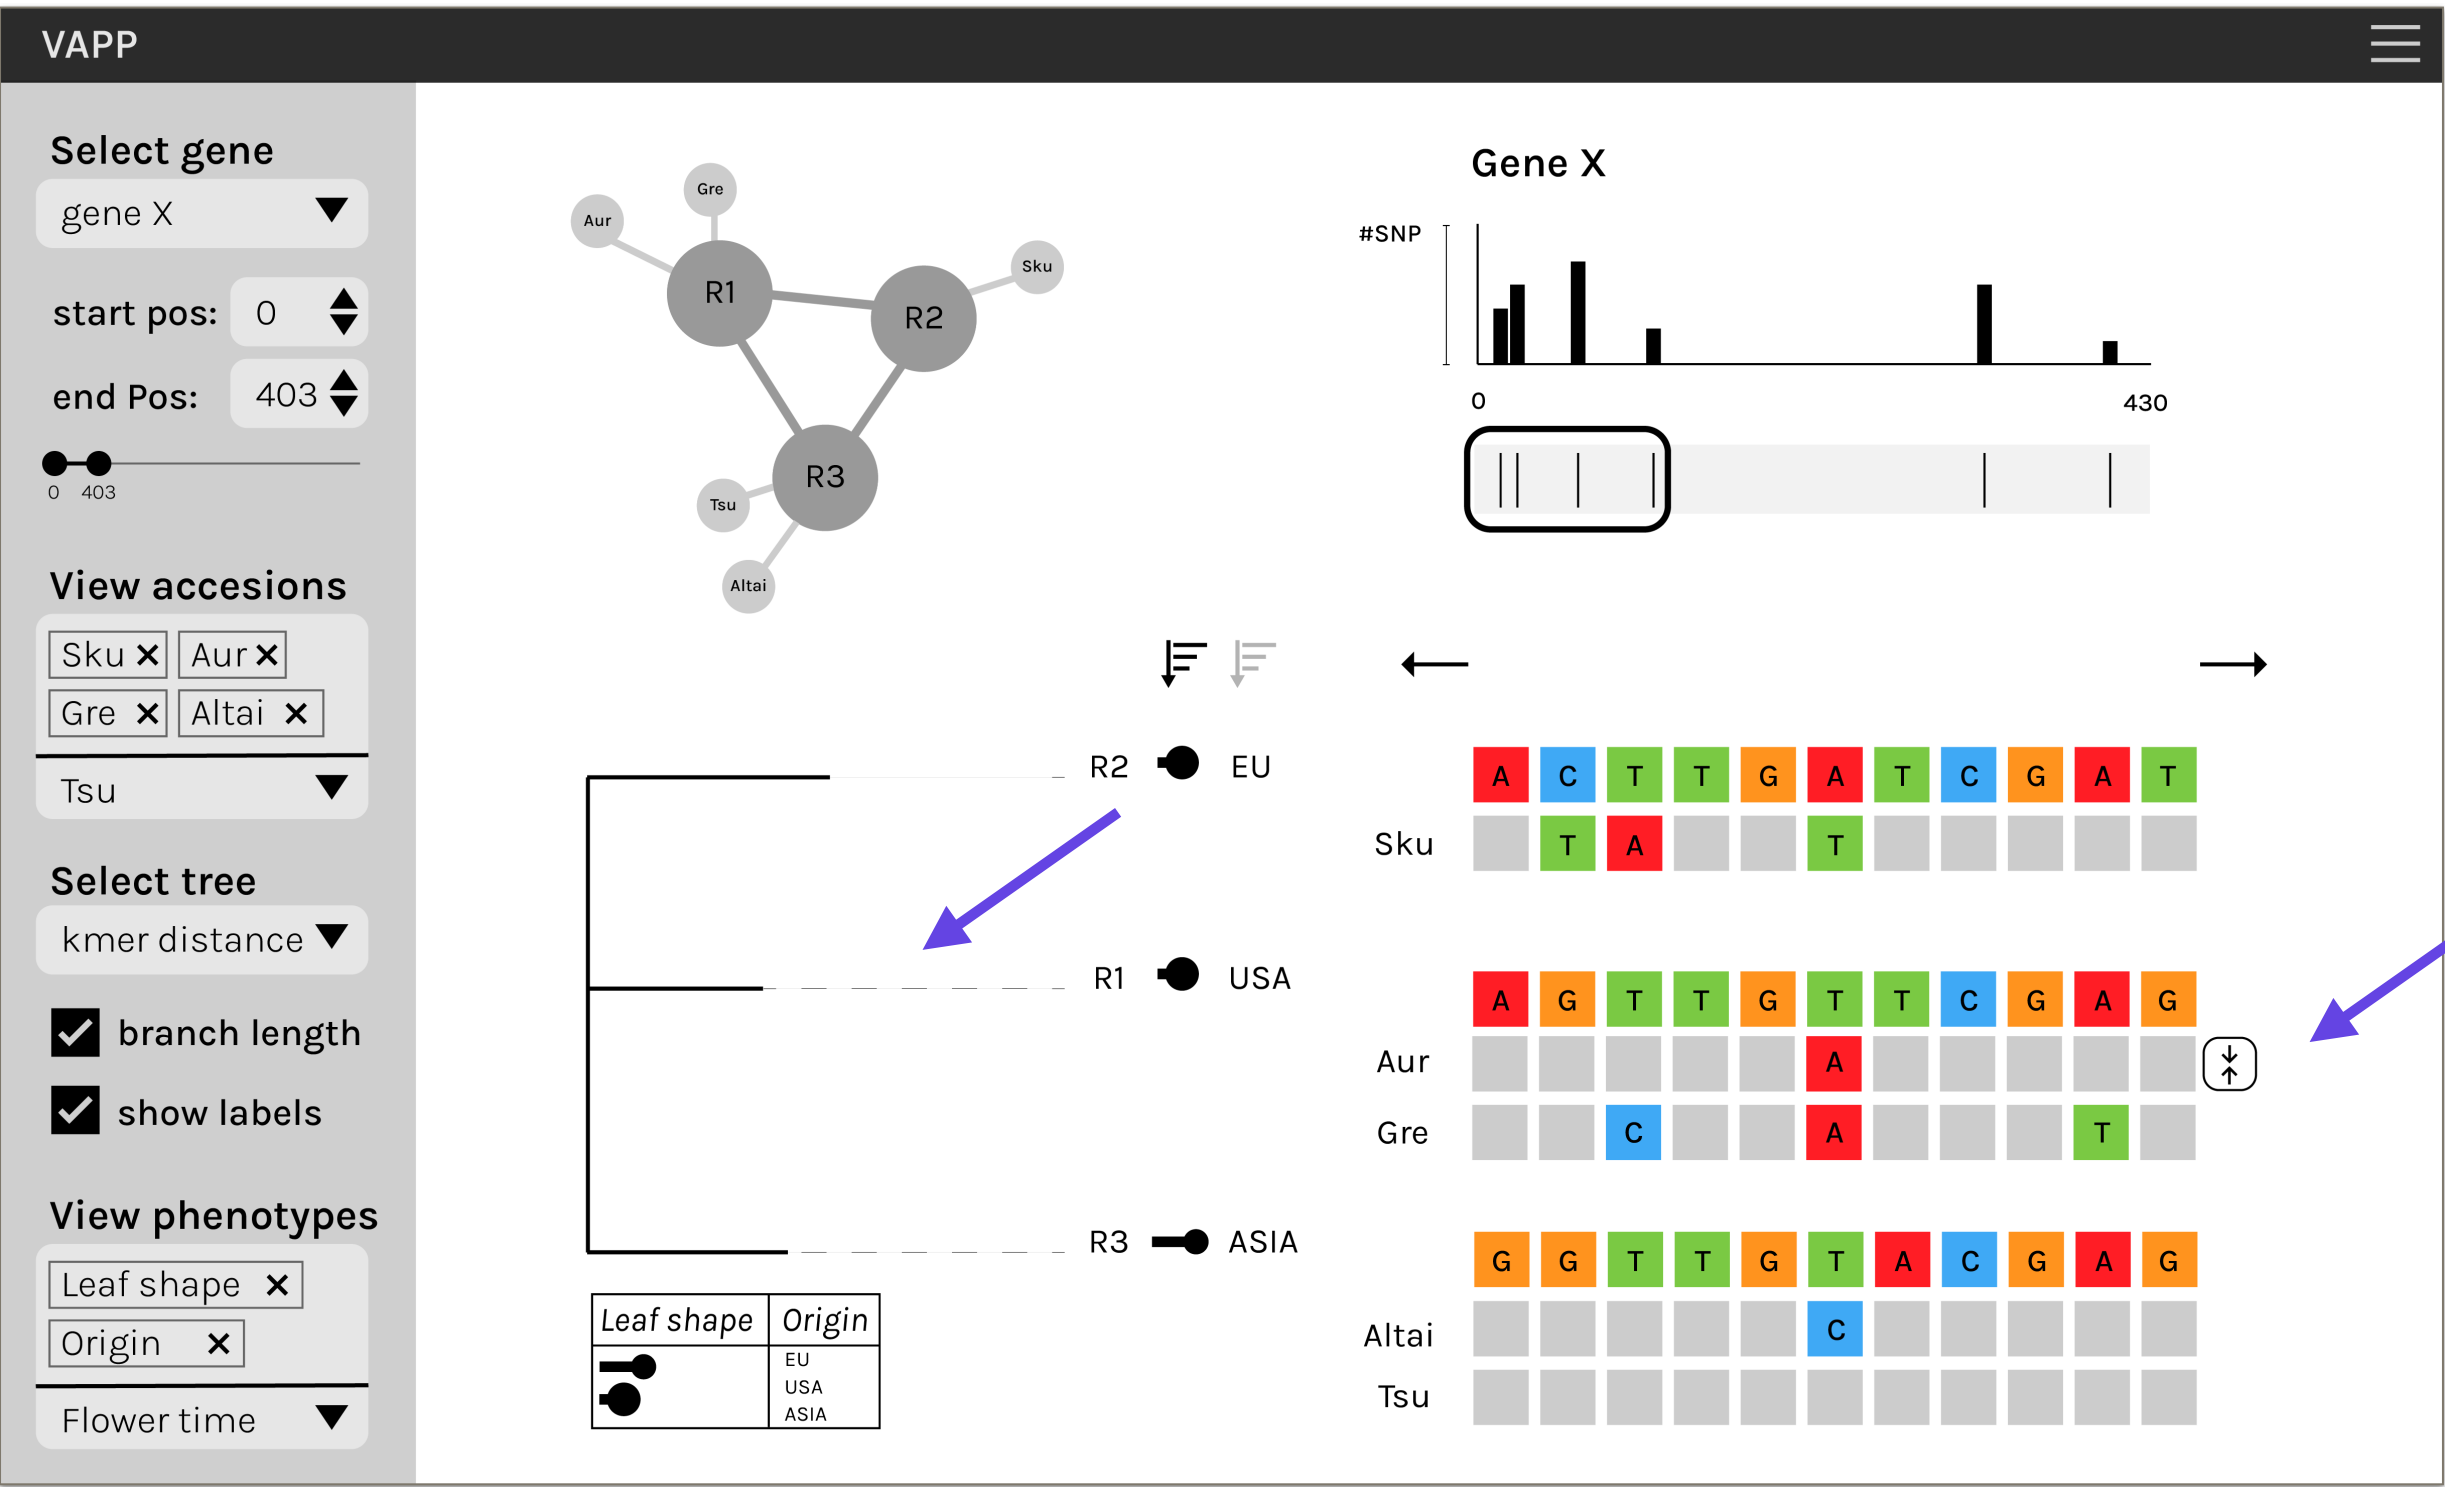 VAPP
Select gene
gene X
start pos: 0
end Pos: 403
0 403
View accesions
Sku Aur
Gre Altai
Tsu
Select tree
kmer distance
branch length
show labels
View phenotypes
Leaf shape
Origin
Flower time
Gre
Aur
R1
Sku
R2
R3
Tsu
Altai
Gene X
#SNP
0 430
R2 EU
R1 USA
R3 ASIA
Leaf shape Origin
EU
USA
ASIA
A C T T G A T C G A T
Sku T A T
A G T T G T T C G A G
Aur A
Gre C A T
G G T T G T A C G A G
Altai C
Tsu